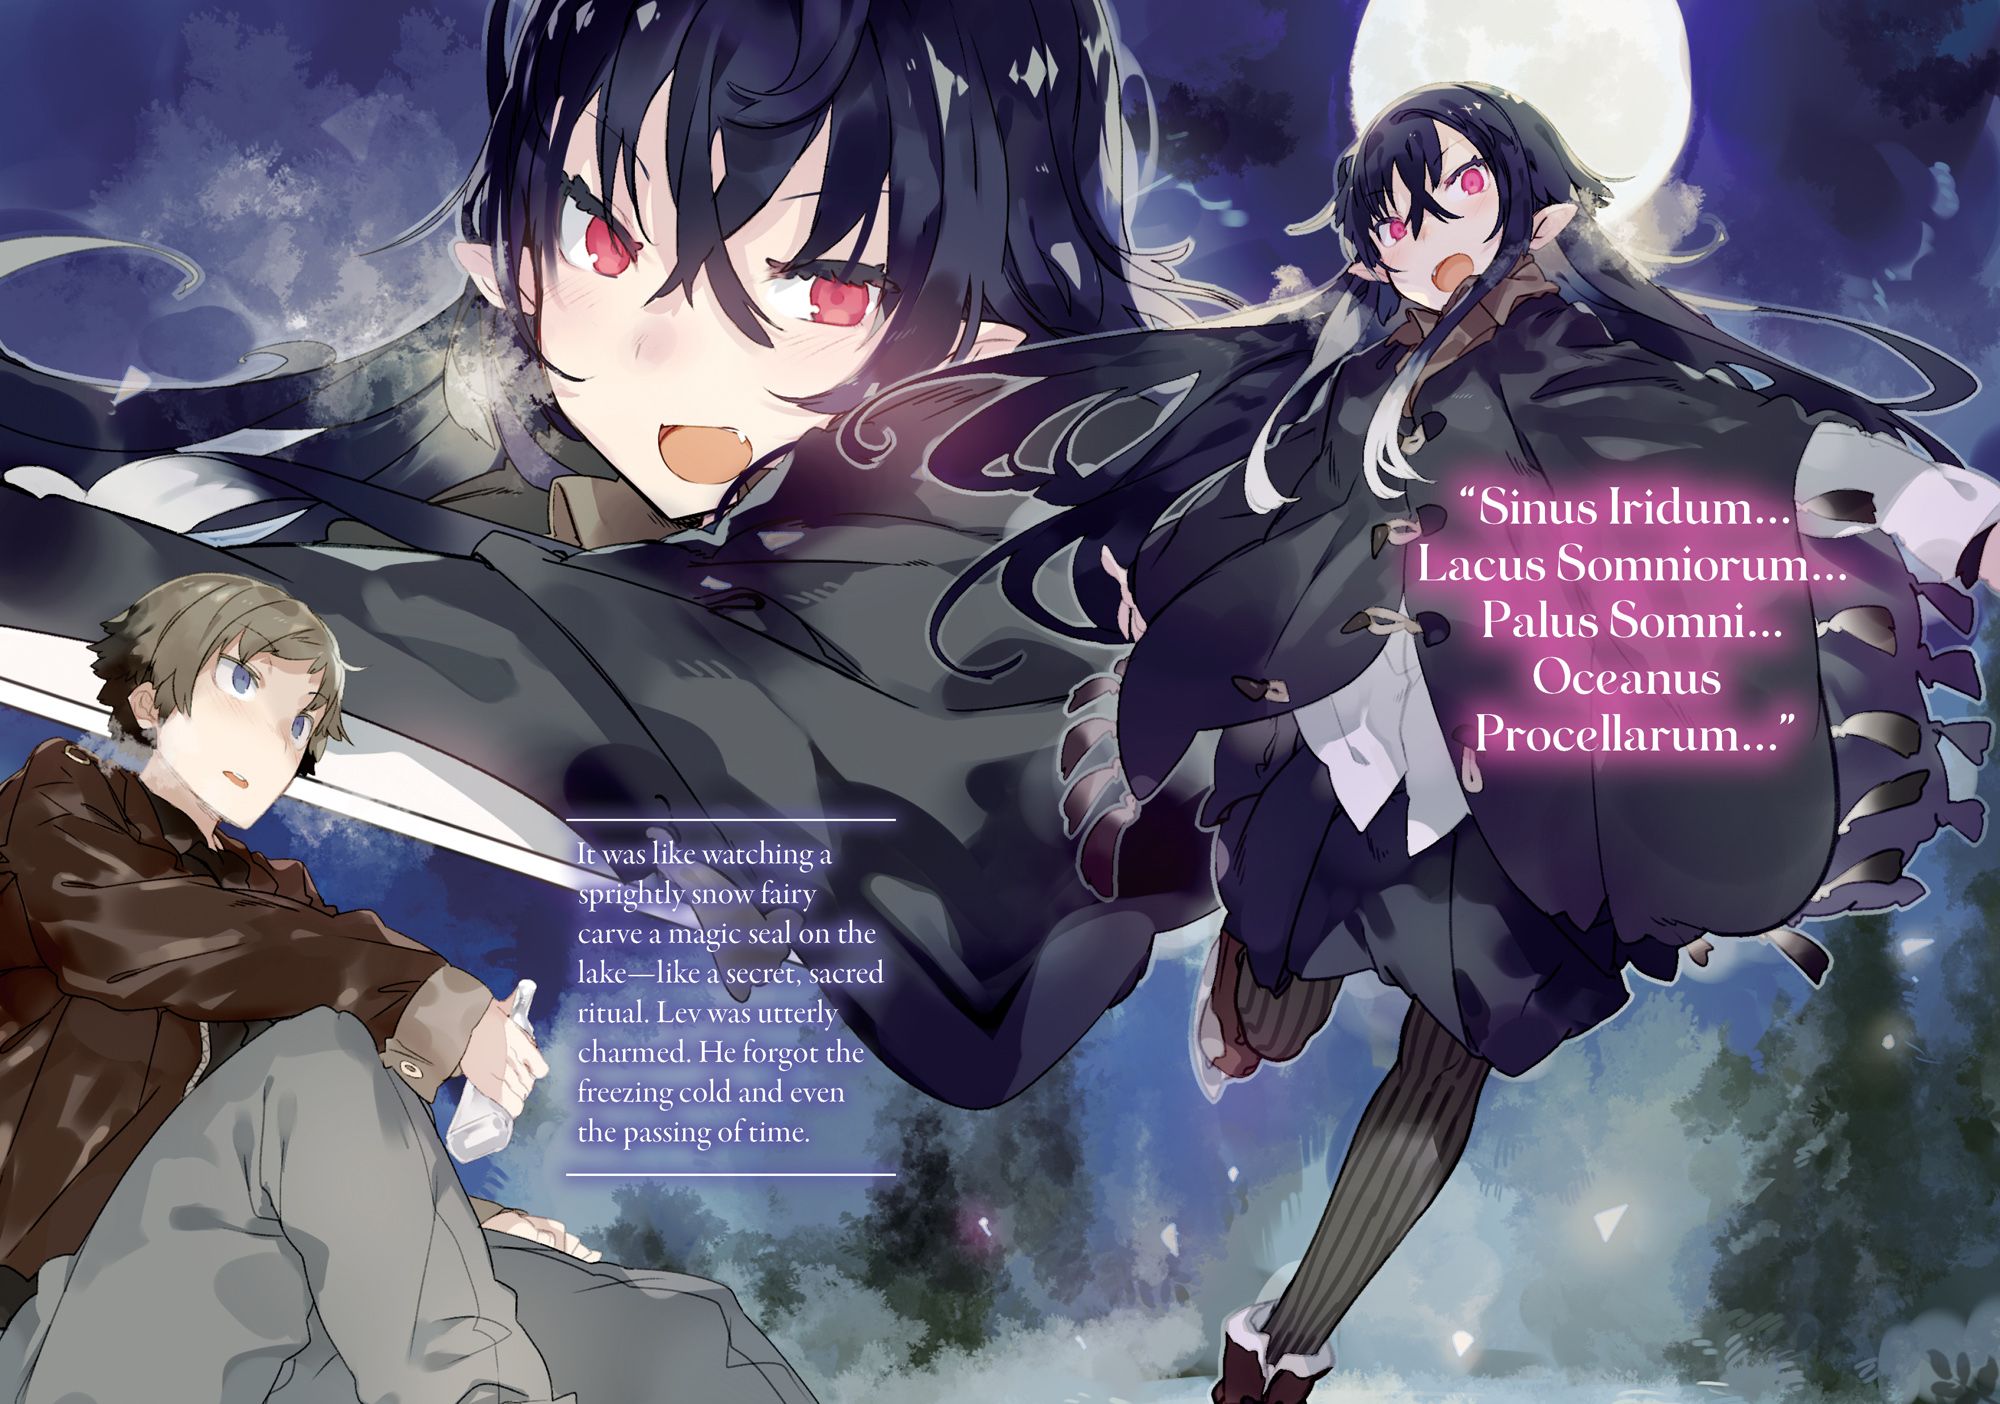 “Sinus Iridum...
Lacus Somniorum...
Palus Somni...
Oceanus
Procellarum...”
It was like watching a
sprightly snow fairy
carve a magic seal on the
lake—like a secret, sacred
ritual. Lev was utterly
charmed. He forgot the
freezing cold and even
the passing of time.